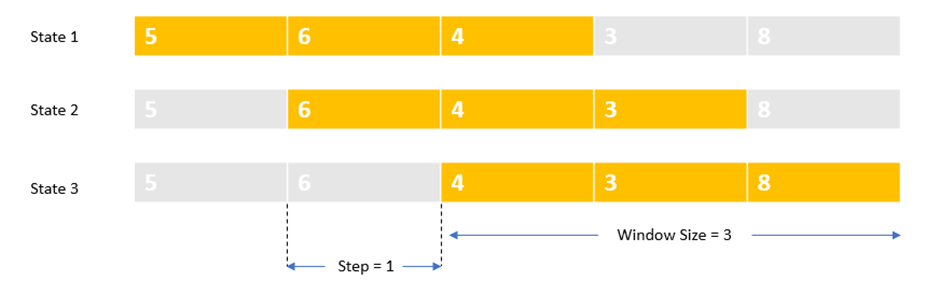 State 1 5 6 4 3 8
State 2 5 6 4 3 8
State 3 5 6 4 3 8
Window Size = 3
Step = 1